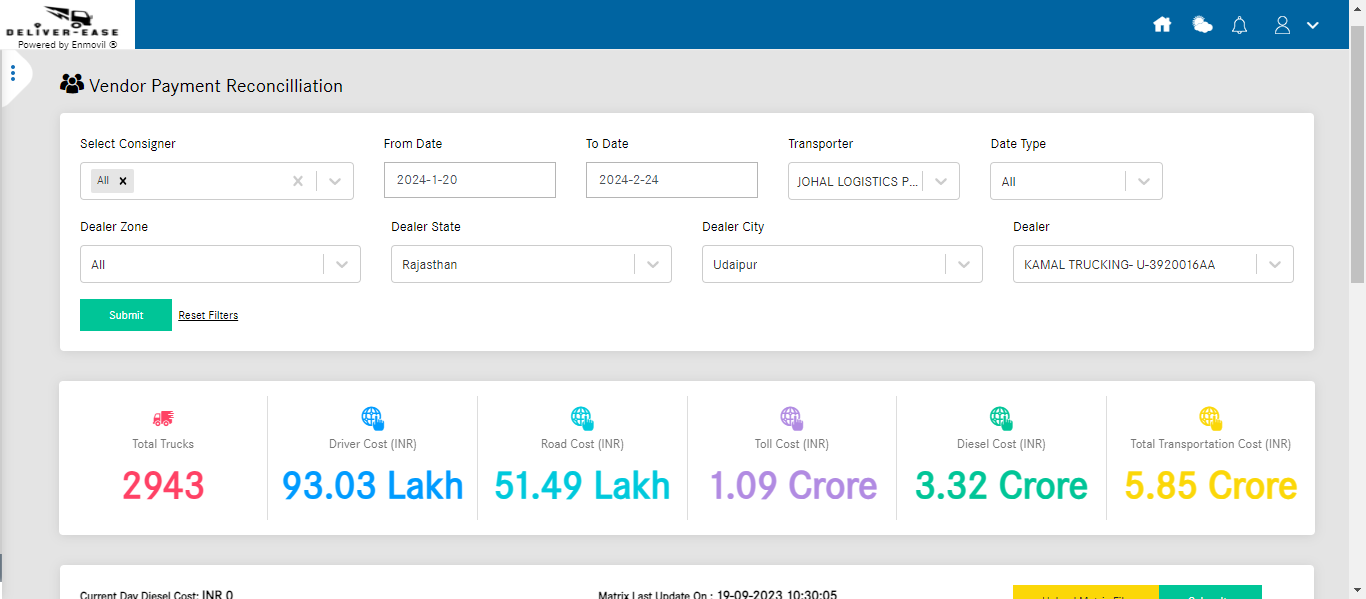 DELIVER-EASE
Powered by Enmovil ®
Vendor Payment Reconcilliation
Select Consigner From Date To Date Transporter Date Type
All × 2024-1-20 2024-2-24 JOHAL LOGISTICS P... All
Dealer Zone Dealer State Dealer City Dealer
All Rajasthan Udaipur KAMAL TRUCKING- U-3920016AA
Submit Reset Filters
Total Trucks Driver Cost (INR) Road Cost (INR) Toll Cost (INR) Diesel Cost (INR) Total Transportation Cost (INR)
2943 93.03 Lakh 51.49 Lakh 1.09 Crore 3.32 Crore 5.85 Crore
Current Day Diesel Cost: INR 0 Matrix Last Update On : 19-09-2023 10:30:05